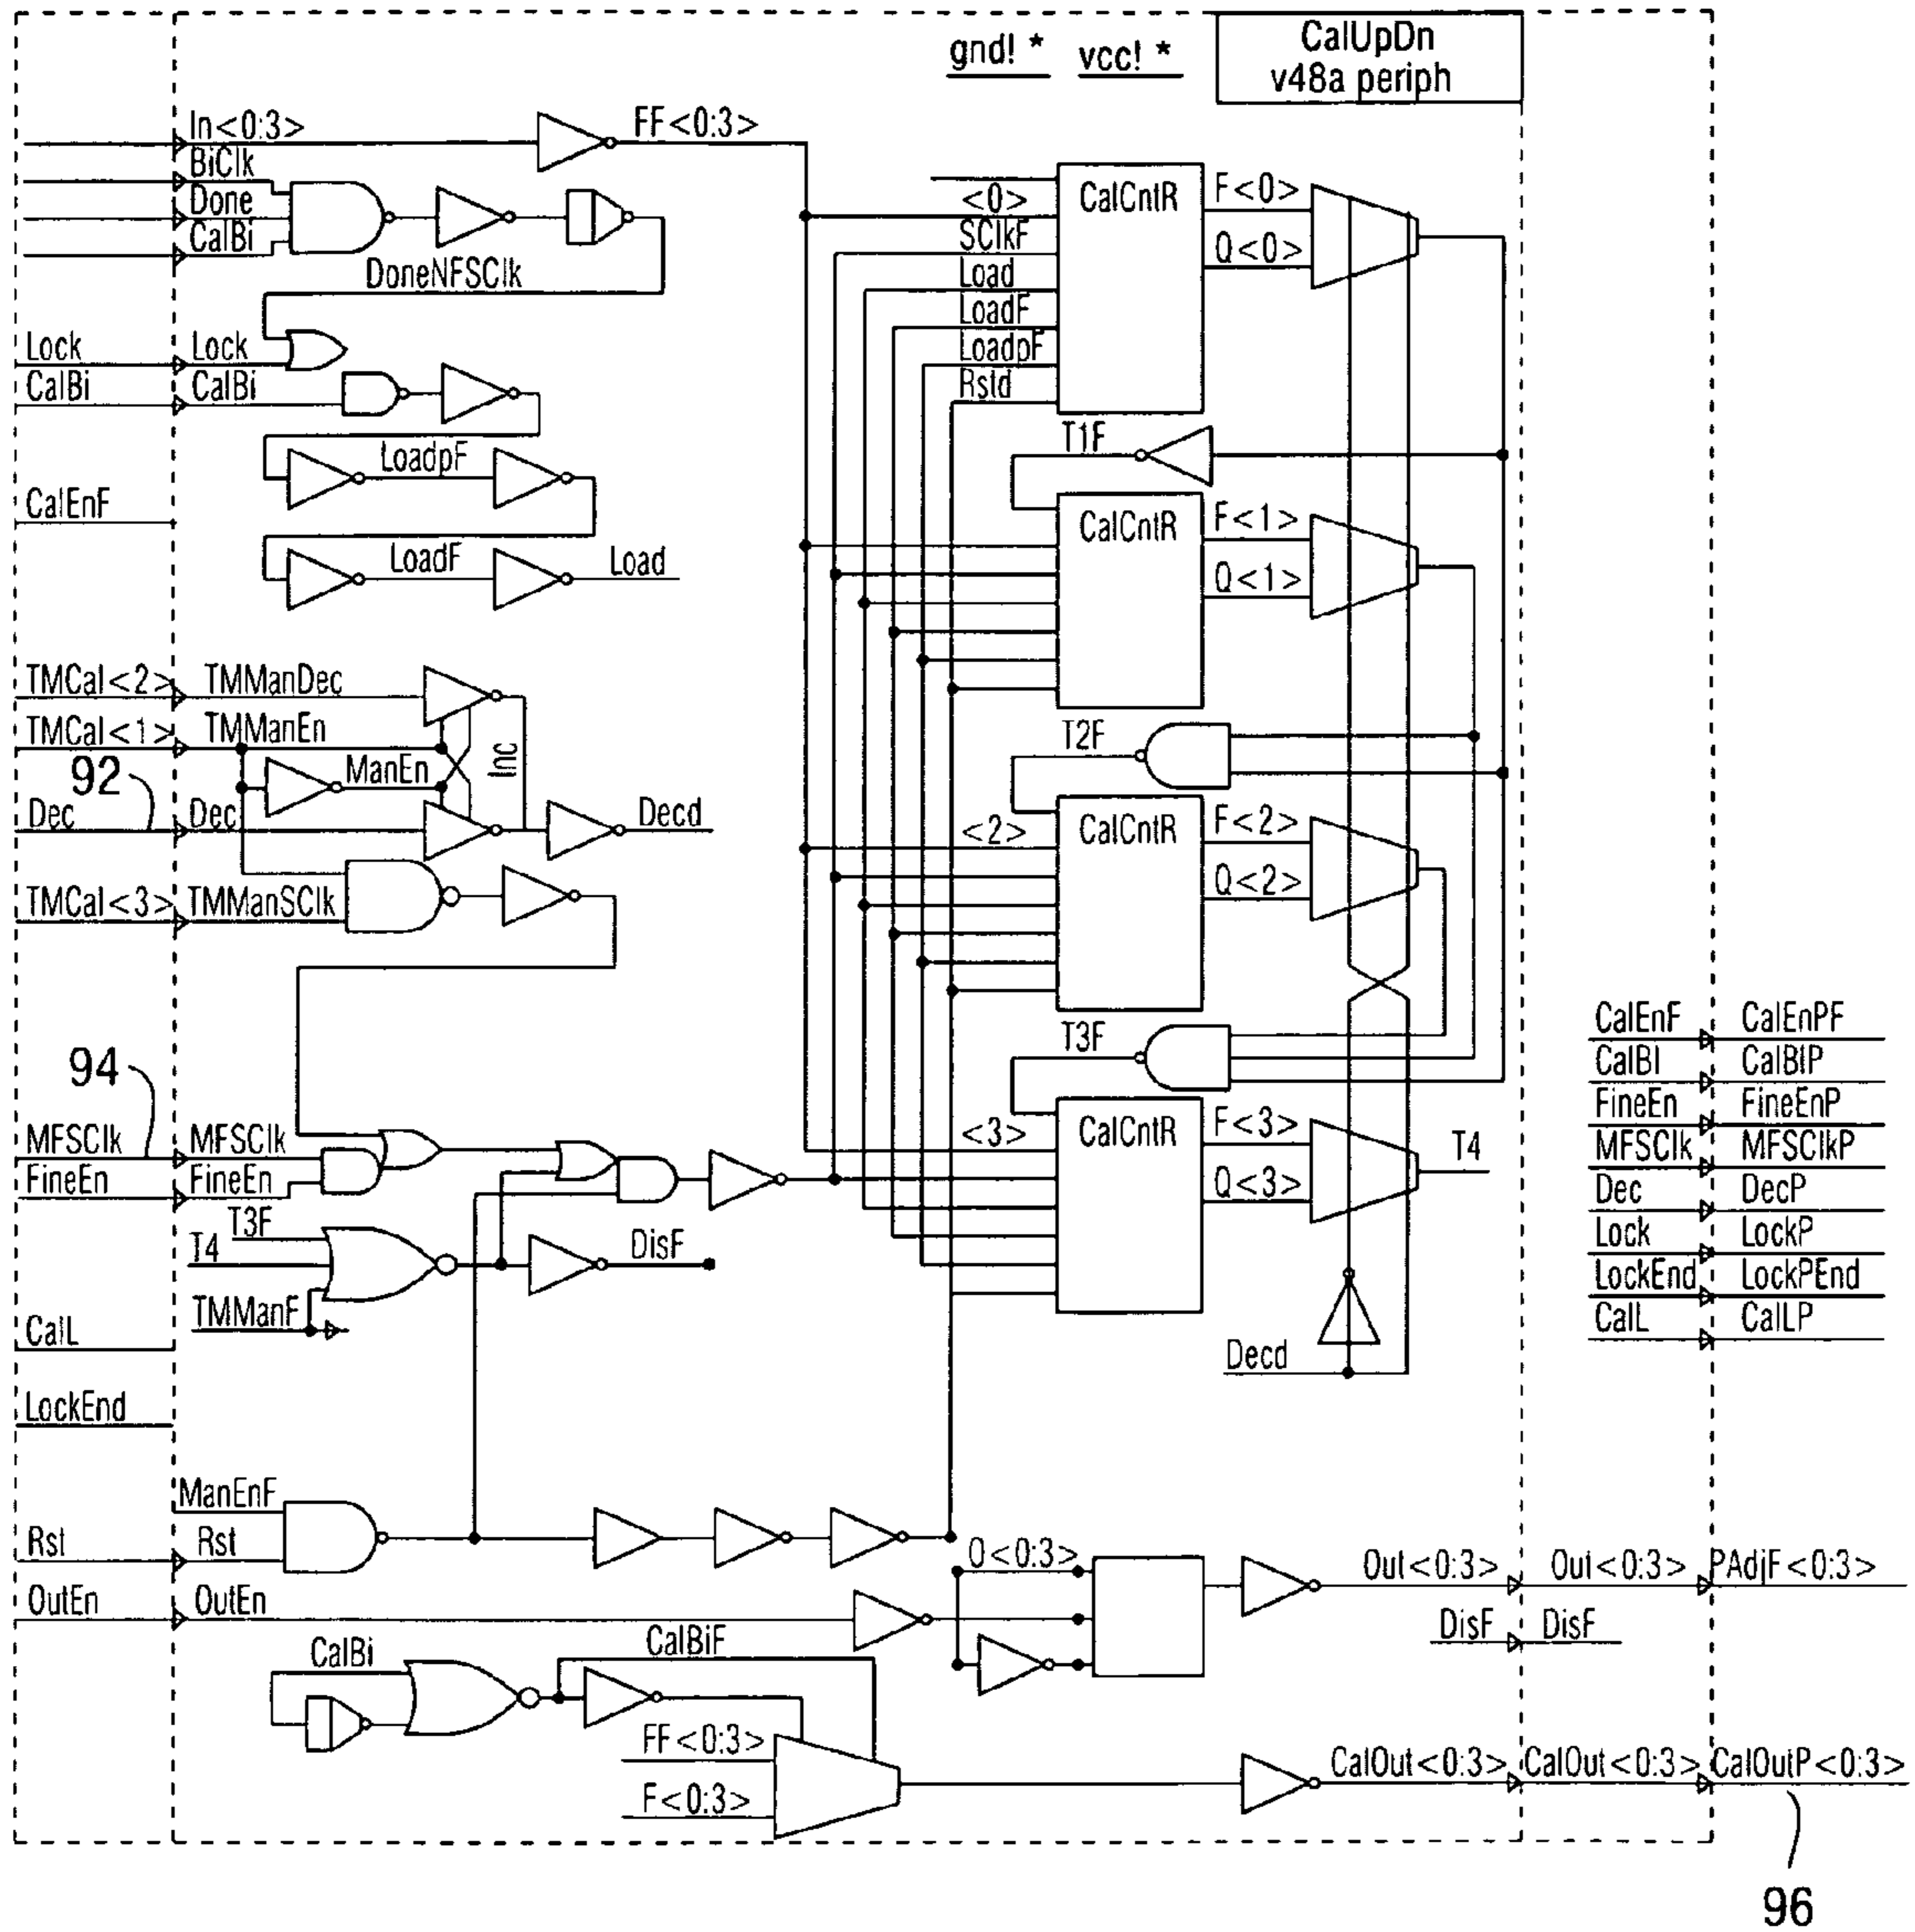 gnd! *
vcc! *
CalUpDn
v48a periph
In<0:3>
FF<0:3>
BiClk
Done
CalBi
DoneNFSClk
Lock
Lock
CalBi
CalBi
LoadpF
CalEnF
LoadF
Load
TMCal<2>
TMManDec
TMCal<1>
TMManEn
92
ManEn
Inc
Dec
Dec
Decd
TMCal<3>
TMManSClk
94
MFSClk
MFSClk
FineEn
FineEn
T3F
T4
DisF
TMManF
CalL
LockEnd
ManEnF
Rst
Rst
OutEn
OutEn
CalBi
CalBiF
FF<0:3>
F<0:3>
<0>
SClkF
Load
LoadF
LoadpF
Rstd
CalCntR
F<0>
Q<0>
T1F
CalCntR
F<1>
Q<1>
T2F
<2>
CalCntR
F<2>
Q<2>
T3F
<3>
CalCntR
F<3>
Q<3>
T4
Decd
CalEnF
CalEnPF
CalBI
CalBIP
FineEn
FineEnP
MFSClk
MFSClkP
Dec
DecP
Lock
LockP
LockEnd
LockPEnd
CalL
CalLP
O<0:3>
Out<0:3>
Out<0:3>
PAdjF<0:3>
DisF
DisF
CalOut<0:3>
CalOut<0:3>
CalOutP<0:3>
96